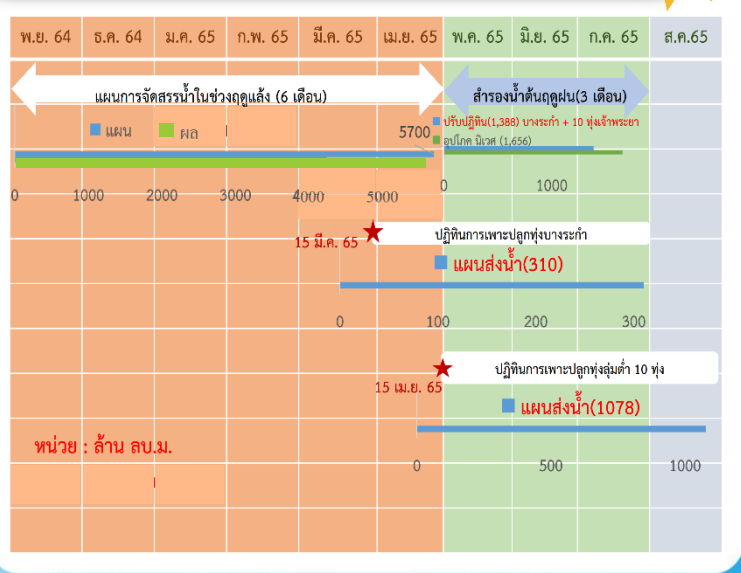 พ.ย. 64 ธ.ค. 64 ม.ค. 65 ก.พ. 65 มี.ค. 65 เม.ย. 65 พ.ค. 65 มิ.ย. 65 ก.ค. 65 ส.ค.65
แผนการจัดสรรน้ำในช่วงฤดูแล้ง (6 เดือน) สำรองน้ำต้นฤดูฝน(3 เดือน)
แผน ผล 5700 ปรับปฏิทิน(1,388) บางระกำ + 10 ทุ่งเจ้าพระยา
อุปโภค นิเวศ (1,656)
0 1000 2000 3000 4000 5000 0 1000
15 มี.ค. 65 ปฏิทินการเพาะปลูกทุ่งบางระกำ
แผนส่งน้ำ(310)
0 100 200 300
ปฏิทินการเพาะปลูกทุ่งลุ่มต่ำ 10 ทุ่ง
15 เม.ย. 65
แผนส่งน้ำ(1078)
หน่วย : ล้าน ลบ.ม.
0 500 1000